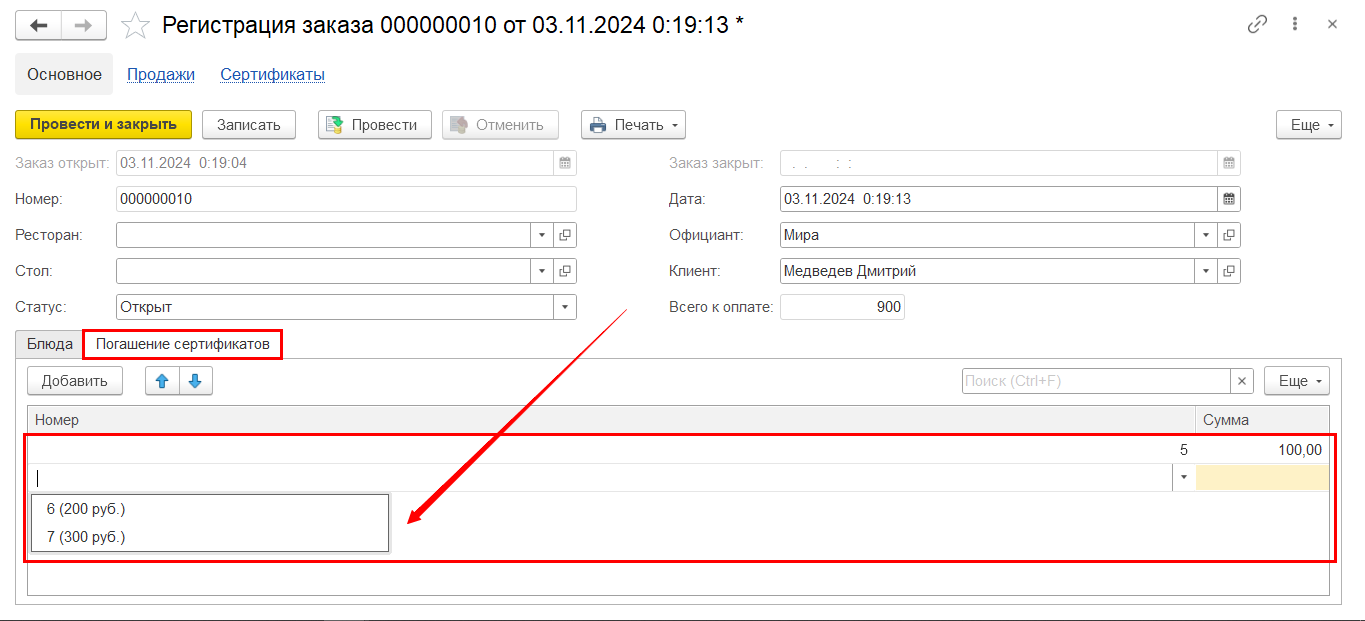 Регистрация заказа 000000010 от 03.11.2024 0:19:13 *
Основное Продажи Сертификаты
Провести и закрыть Записать Провести Отменить Печать Еще
Заказ открыт: 03.11.2024 0:19:04 Заказ закрыт: . . : :
Номер: 000000010 Дата: 03.11.2024 0:19:13
Ресторан: Официант: Мира
Стол: Клиент: Медведев Дмитрий
Статус: Открыт Всего к оплате: 900
Блюда Погашение сертификатов
Добавить Поиск (Ctrl+F) × Еще
Номер Сумма
5 100,00
6 (200 руб.)
7 (300 руб.)